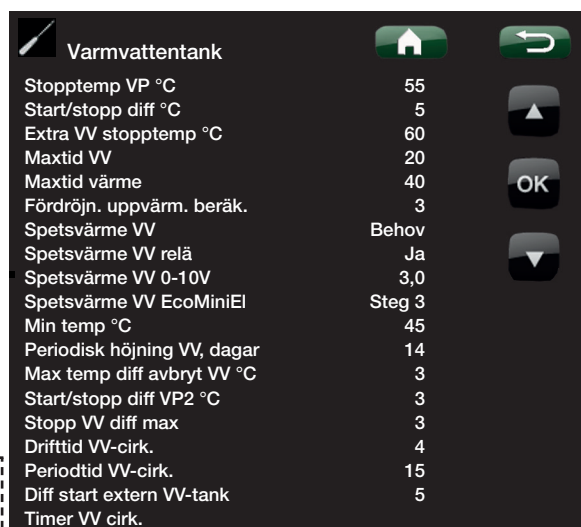 Varmvattentank
Stopptemp VP °C 55
Start/stopp diff °C 5
Extra VV stopptemp °C 60
Maxtid VV 20
Maxtid värme 40
Fördröjn. uppvärm. beräk. 3
Spetsvärme VV Behov
Spetsvärme VV relä Ja
Spetsvärme VV 0-10V 3,0
Spetsvärme VV EcoMiniEl Steg 3
Min temp °C 45
Periodisk höjning VV, dagar 14
Max temp diff avbryt VV °C 3
Start/stopp diff VP2 °C 3
Stopp VV diff max 3
Drifttid VV-cirk. 4
Periodtid VV-cirk. 15
Diff start extern VV-tank 5
Timer VV cirk.
OK